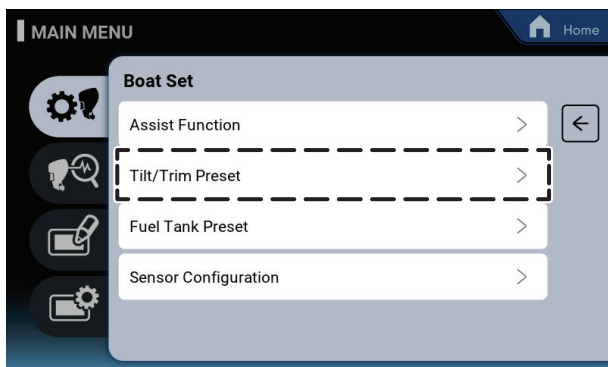 MAIN MENU
Home
Boat Set
Assist Function
Tilt/Trim Preset
Fuel Tank Preset
Sensor Configuration